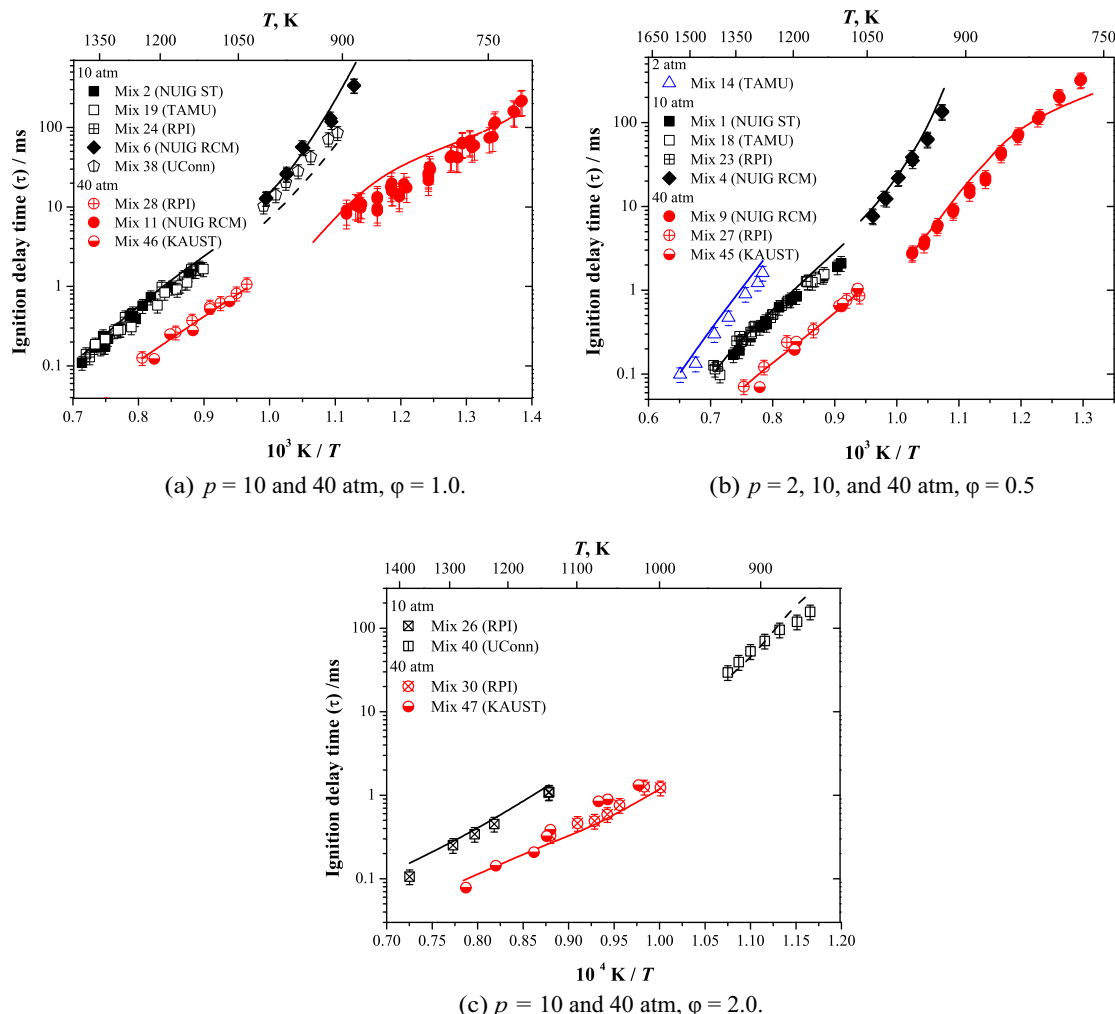 T, K
1350 1200 1050 900 750
Ignition delay time (τ) / ms
100
10
1
0.1
10 atm
Mix 2 (NUIG ST)
Mix 19 (TAMU)
Mix 24 (RPI)
Mix 6 (NUIG RCM)
Mix 38 (UConn)
40 atm
Mix 28 (RPI)
Mix 11 (NUIG RCM)
Mix 46 (KAUST)
0.7 0.8 0.9 1.0 1.1 1.2 1.3 1.4
10³ K / T
(a) p = 10 and 40 atm, φ = 1.0.
T, K
1650 1500 1350 1200 1050 900 750
Ignition delay time (τ) / ms
100
10
1
0.1
2 atm
Mix 14 (TAMU)
10 atm
Mix 1 (NUIG ST)
Mix 18 (TAMU)
Mix 23 (RPI)
Mix 4 (NUIG RCM)
40 atm
Mix 9 (NUIG RCM)
Mix 27 (RPI)
Mix 45 (KAUST)
0.6 0.7 0.8 0.9 1.0 1.1 1.2 1.3
10³ K / T
(b) p = 2, 10, and 40 atm, φ = 0.5
T, K
1400 1300 1200 1100 1000 900
Ignition delay time (τ) /ms
100
10
1
0.1
10 atm
Mix 26 (RPI)
Mix 40 (UConn)
40 atm
Mix 30 (RPI)
Mix 47 (KAUST)
0.70 0.75 0.80 0.85 0.90 0.95 1.00 1.05 1.10 1.15 1.20
10 ⁴ K / T
(c) p = 10 and 40 atm, φ = 2.0.